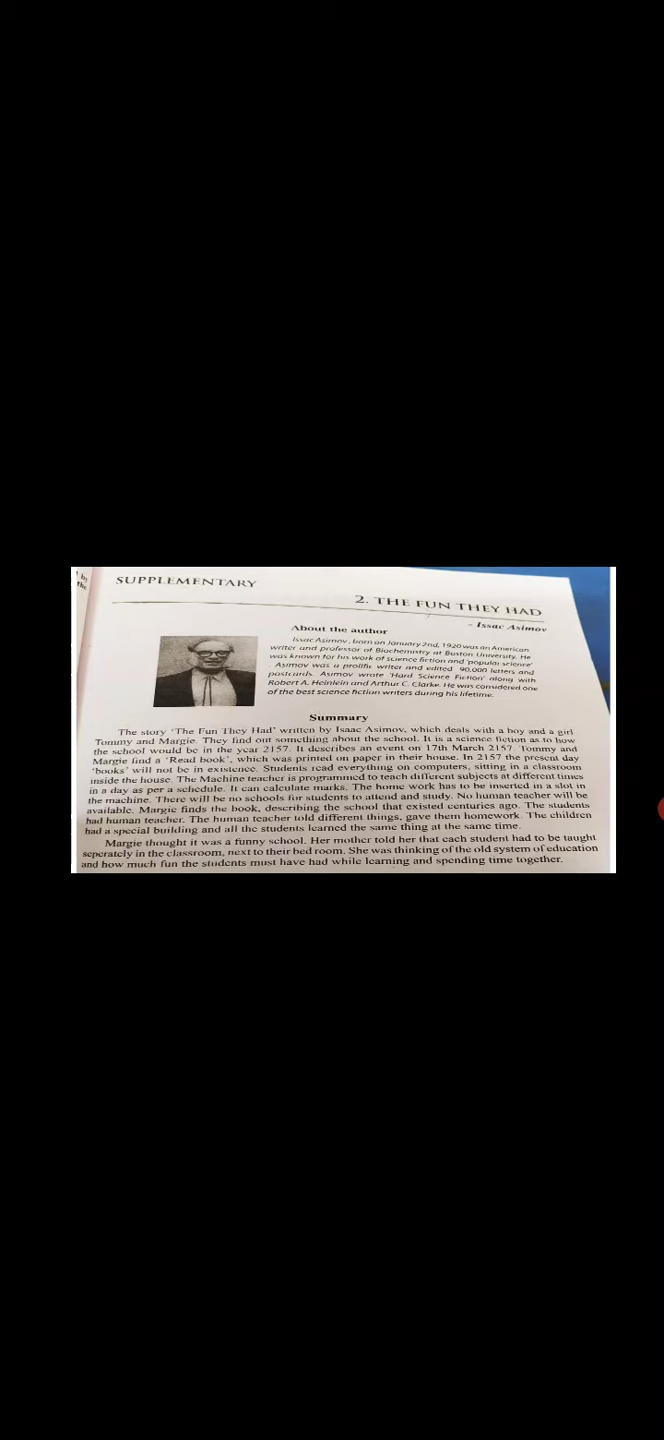 SUPPLEMENTARY
2. THE FUN THEY HAD
- Issac Asimov
About the author
Issac Asimov, born on January 2nd, 1920 was an American
writer and professor of Biochemistry at Buston University. He
was known for his work of science fiction and 'popular science'
. Asimov was a prolific writer and edited 90,000 letters and
postcards. Asimov wrote 'Hard Science Fiction' along with
Robert A. Heinlein and Arthur C. Clarke. He was considered one
of the best science fiction writers during his lifetime.
Summary
The story 'The Fun They Had' written by Isaac Asimov, which deals with a boy and a girl
Tommy and Margie. They find out something about the school. It is a science fiction as to how
the school would be in the year 2157. It describes an event on 17th March 2157. Tommy and
Margie find a 'Read book', which was printed on paper in their house. In 2157 the present day
'books' will not be in existence. Students read everything on computers, sitting in a classroom
inside the house. The Machine teacher is programmed to teach different subjects at different times
in a day as per a schedule. It can calculate marks. The home work has to be inserted in a slot in
the machine. There will be no schools for students to attend and study. No human teacher will be
available. Margie finds the book, describing the school that existed centuries ago. The students
had human teacher. The human teacher told different things, gave them homework. The children
had a special building and all the students learned the same thing at the same time.
Margie thought it was a funny school. Her mother told her that each student had to be taught
seperately in the classroom, next to their bed room. She was thinking of the old system of education
and how much fun the students must have had while learning and spending time together.